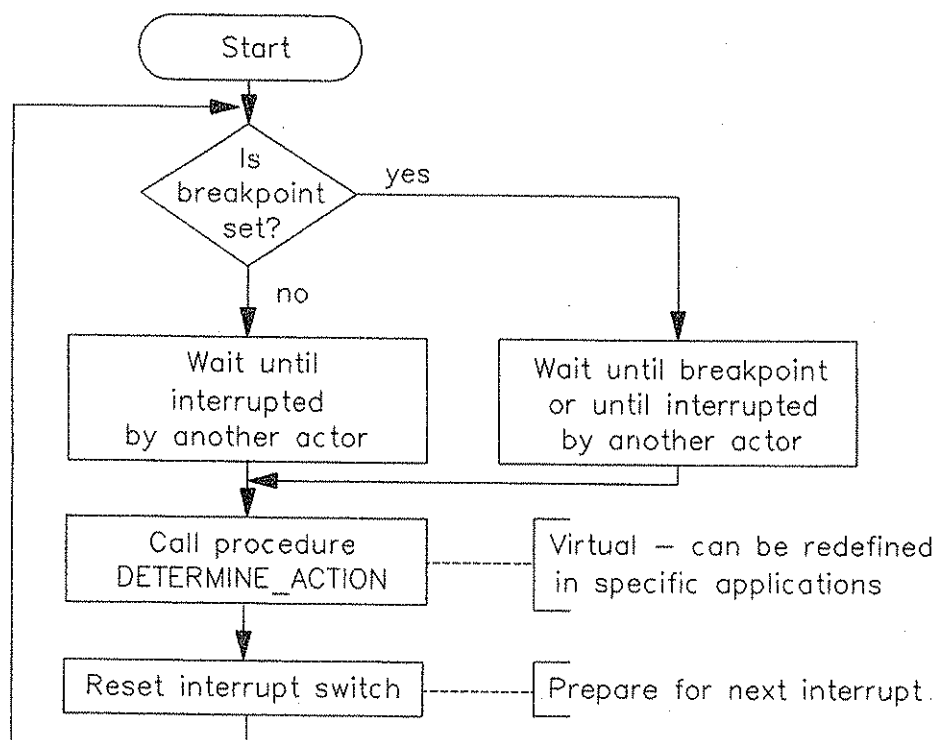 Start
Is
breakpoint
set?
yes
no
Wait until
interrupted
by another actor
Wait until breakpoint
or until interrupted
by another actor
Call procedure
DETERMINE_ACTION
Virtual – can be redefined
in specific applications
Reset interrupt switch
Prepare for next interrupt.